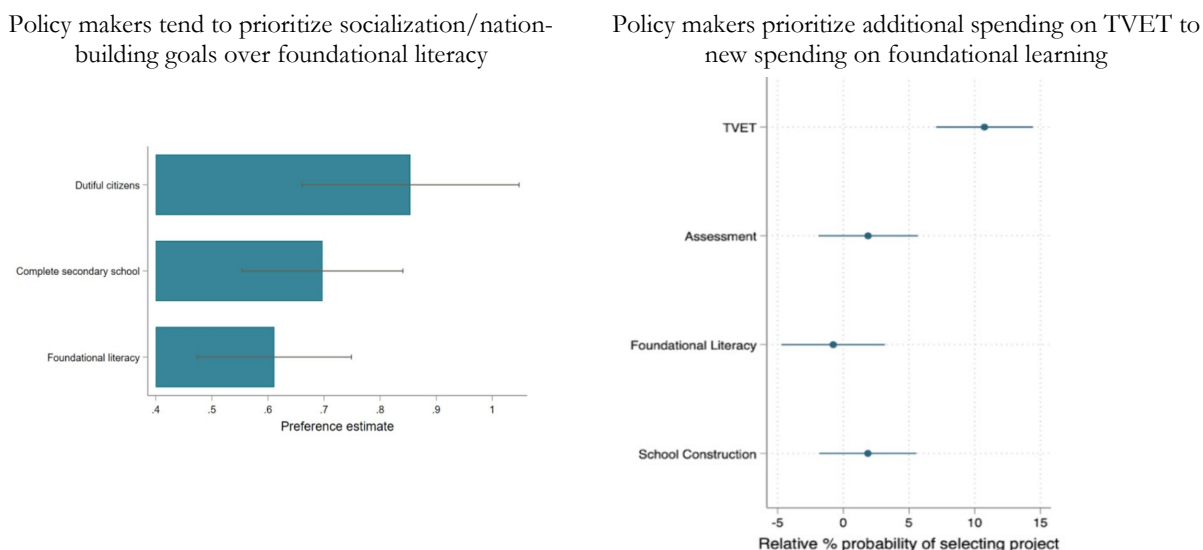 Policy makers tend to prioritize socialization/nation-
building goals over foundational literacy
Dutiful citizens
Complete secondary school
Foundational literacy
.4 .5 .6 .7 .8 .9 1
Preference estimate
Policy makers prioritize additional spending on TVET to
new spending on foundational learning
TVET
Assessment
Foundational Literacy
School Construction
-5 0 5 10 15
Relative % probability of selecting project